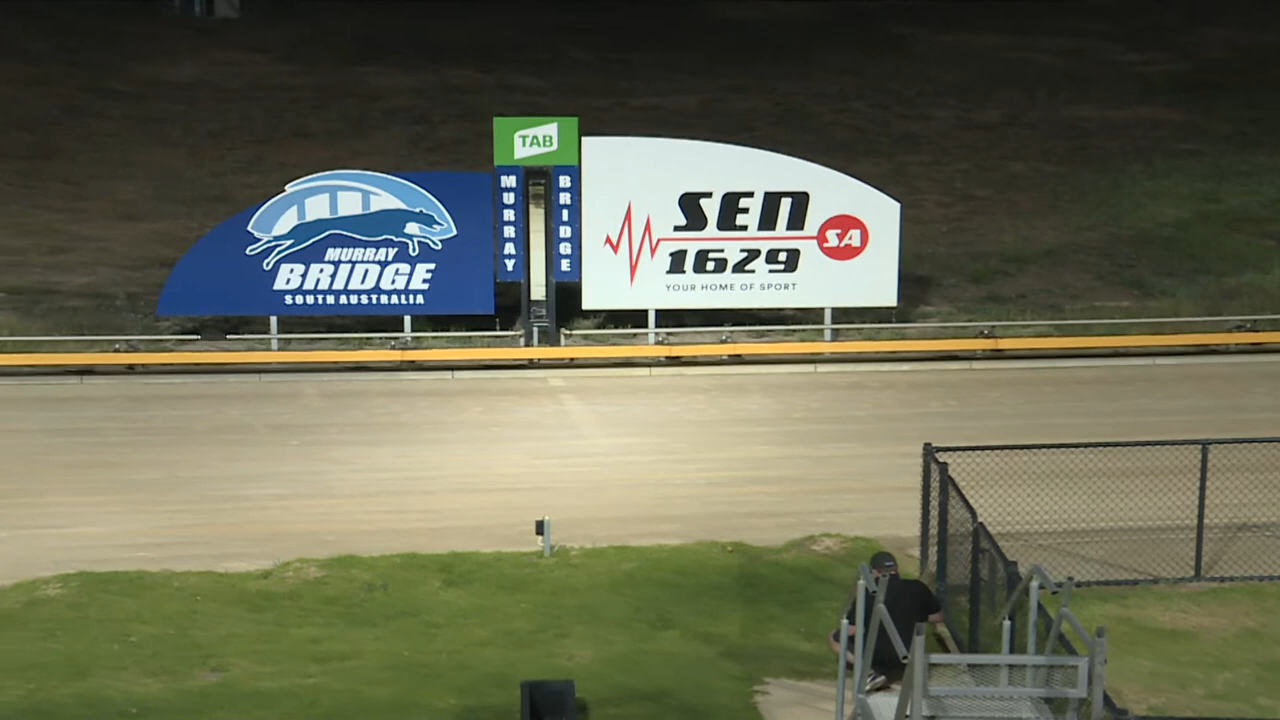 TAB
MURRAY
BRIDGE
MURRAY
BRIDGE
SOUTH AUSTRALIA
SEN
SA
1629
YOUR HOME OF SPORT